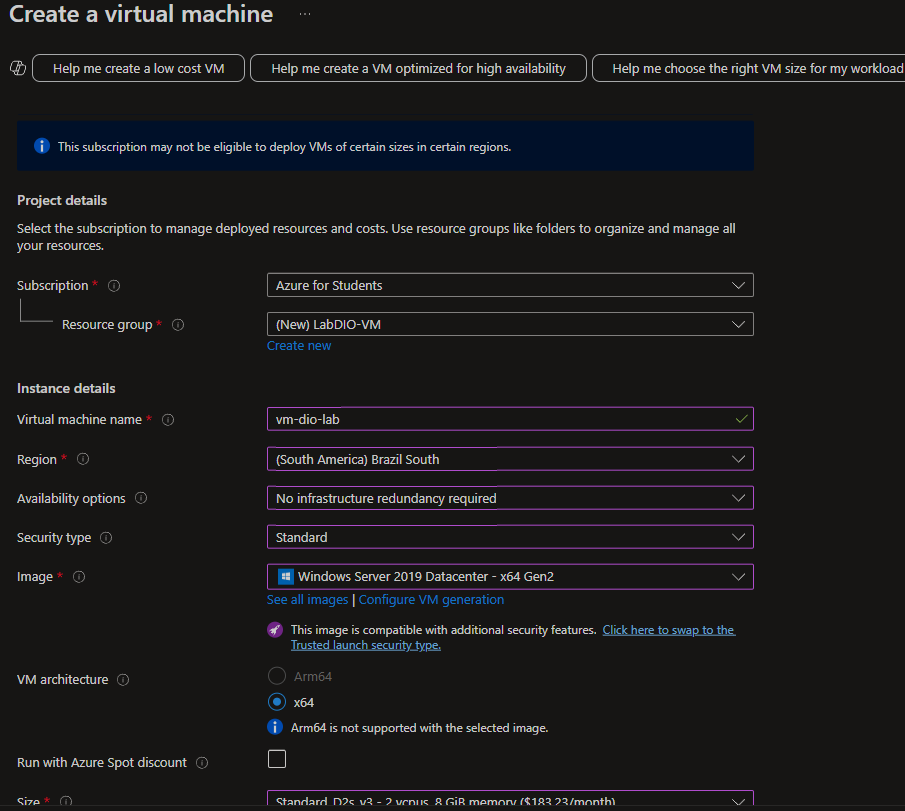 Create a virtual machine ...
Help me create a low cost VM
Help me create a VM optimized for high availability
Help me choose the right VM size for my workload
This subscription may not be eligible to deploy VMs of certain sizes in certain regions.
Project details
Select the subscription to manage deployed resources and costs. Use resource groups like folders to organize and manage all
your resources.
Subscription *
Azure for Students
Resource group *
(New) LabDIO-VM
Create new
Instance details
Virtual machine name *
vm-dio-lab
Region *
(South America) Brazil South
Availability options
No infrastructure redundancy required
Security type
Standard
Image *
Windows Server 2019 Datacenter - x64 Gen2
See all images | Configure VM generation
This image is compatible with additional security features. Click here to swap to the
Trusted launch security type.
VM architecture
Arm64
x64
Arm64 is not supported with the selected image.
Run with Azure Spot discount
Size *
Standard_D2s_v3 - 2 vcpus, 8 GiB memory ($183.23/month)